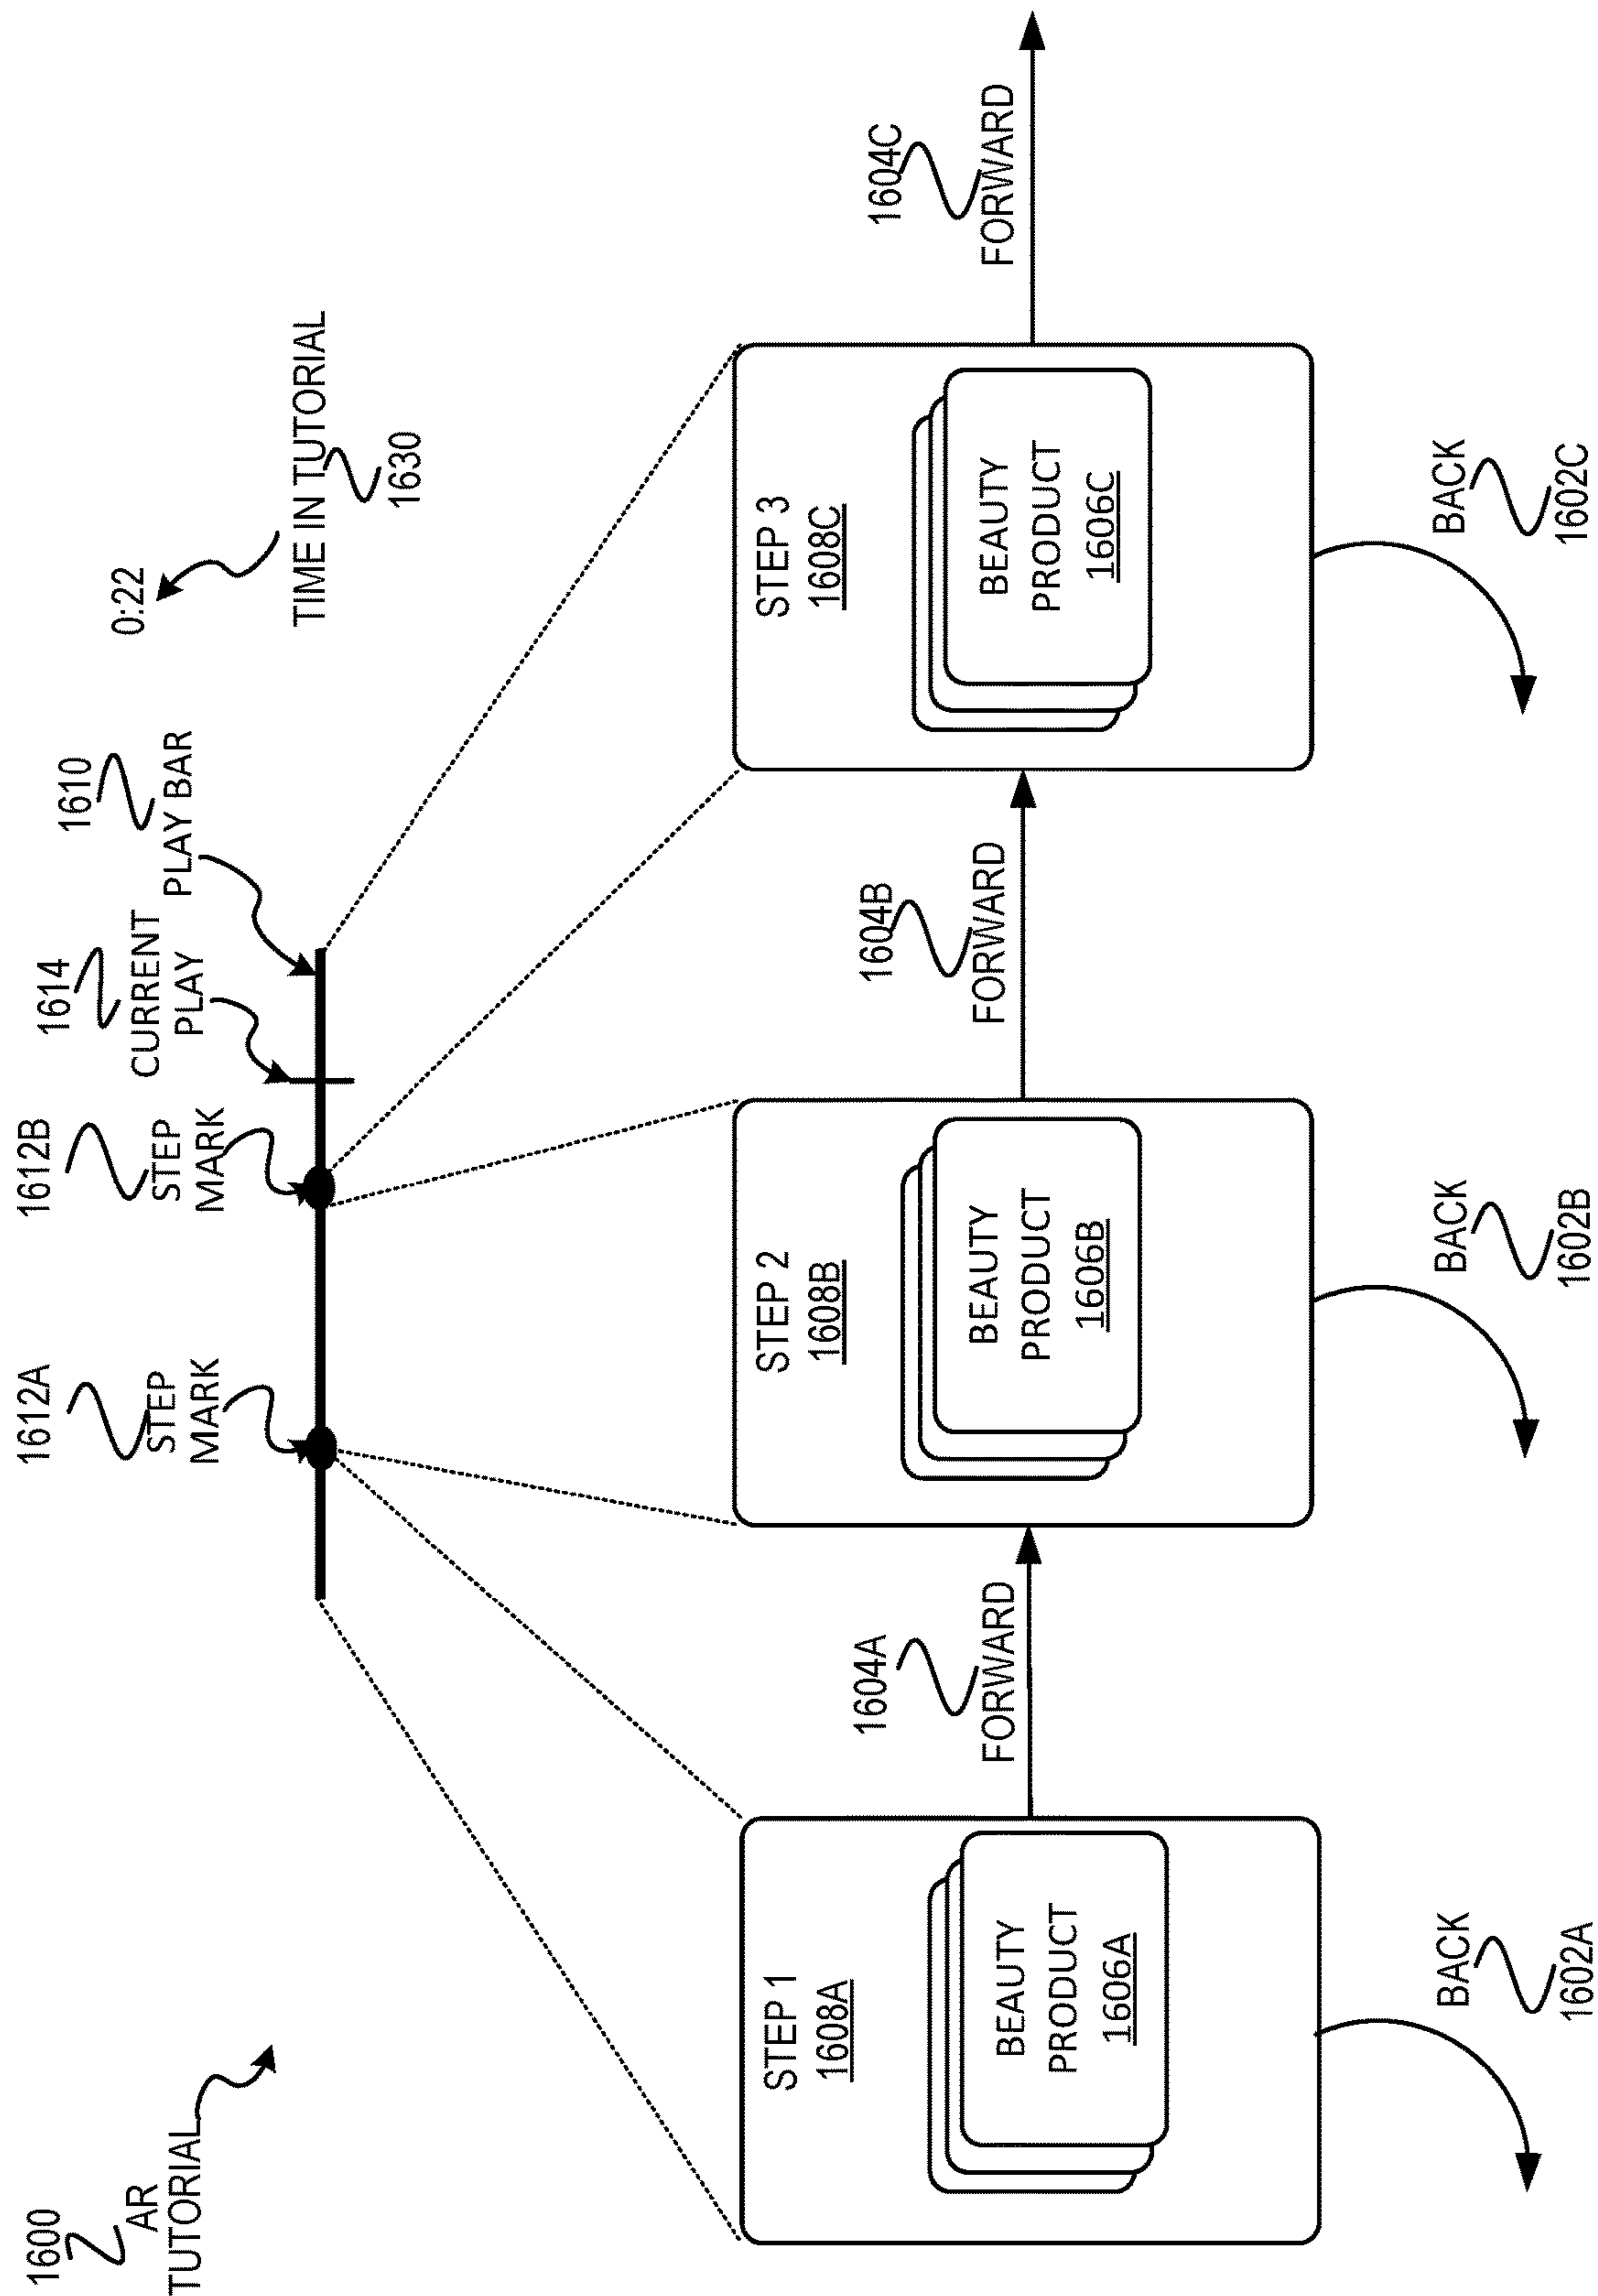 1600
AR
TUTORIAL
1612A
STEP
MARK
1612B
STEP
MARK
1614
CURRENT
PLAY
1610
PLAY BAR
0:22
TIME IN TUTORIAL
1630
STEP 1
1608A
BEAUTY
PRODUCT
1606A
1604A
FORWARD
STEP 2
1608B
BEAUTY
PRODUCT
1606B
1604B
FORWARD
STEP 3
1608C
BEAUTY
PRODUCT
1606C
1604C
FORWARD
BACK
1602A
BACK
1602B
BACK
1602C